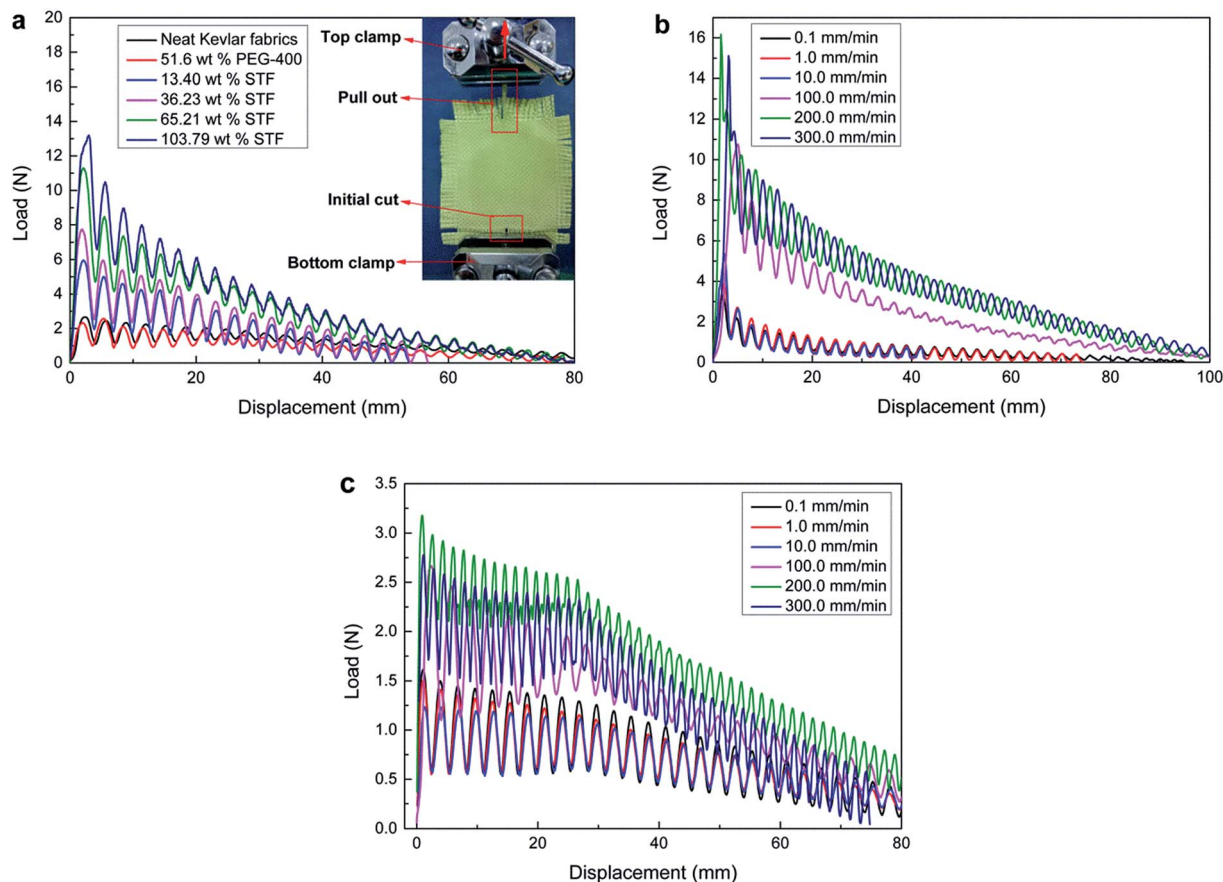 a
Neat Kevlar fabrics
51.6 wt % PEG-400
13.40 wt % STF
36.23 wt % STF
65.21 wt % STF
103.79 wt % STF
Top clamp
Pull out
Initial cut
Bottom clamp
Load (N)
20
18
16
14
12
10
8
6
4
2
0
0 20 40 60 80
Displacement (mm)
b
0.1 mm/min
1.0 mm/min
10.0 mm/min
100.0 mm/min
200.0 mm/min
300.0 mm/min
Load (N)
16
14
12
10
8
6
4
2
0
0 20 40 60 80 100
Displacement (mm)
c
0.1 mm/min
1.0 mm/min
10.0 mm/min
100.0 mm/min
200.0 mm/min
300.0 mm/min
Load (N)
3.5
3.0
2.5
2.0
1.5
1.0
0.5
0.0
0 20 40 60 80
Displacement (mm)